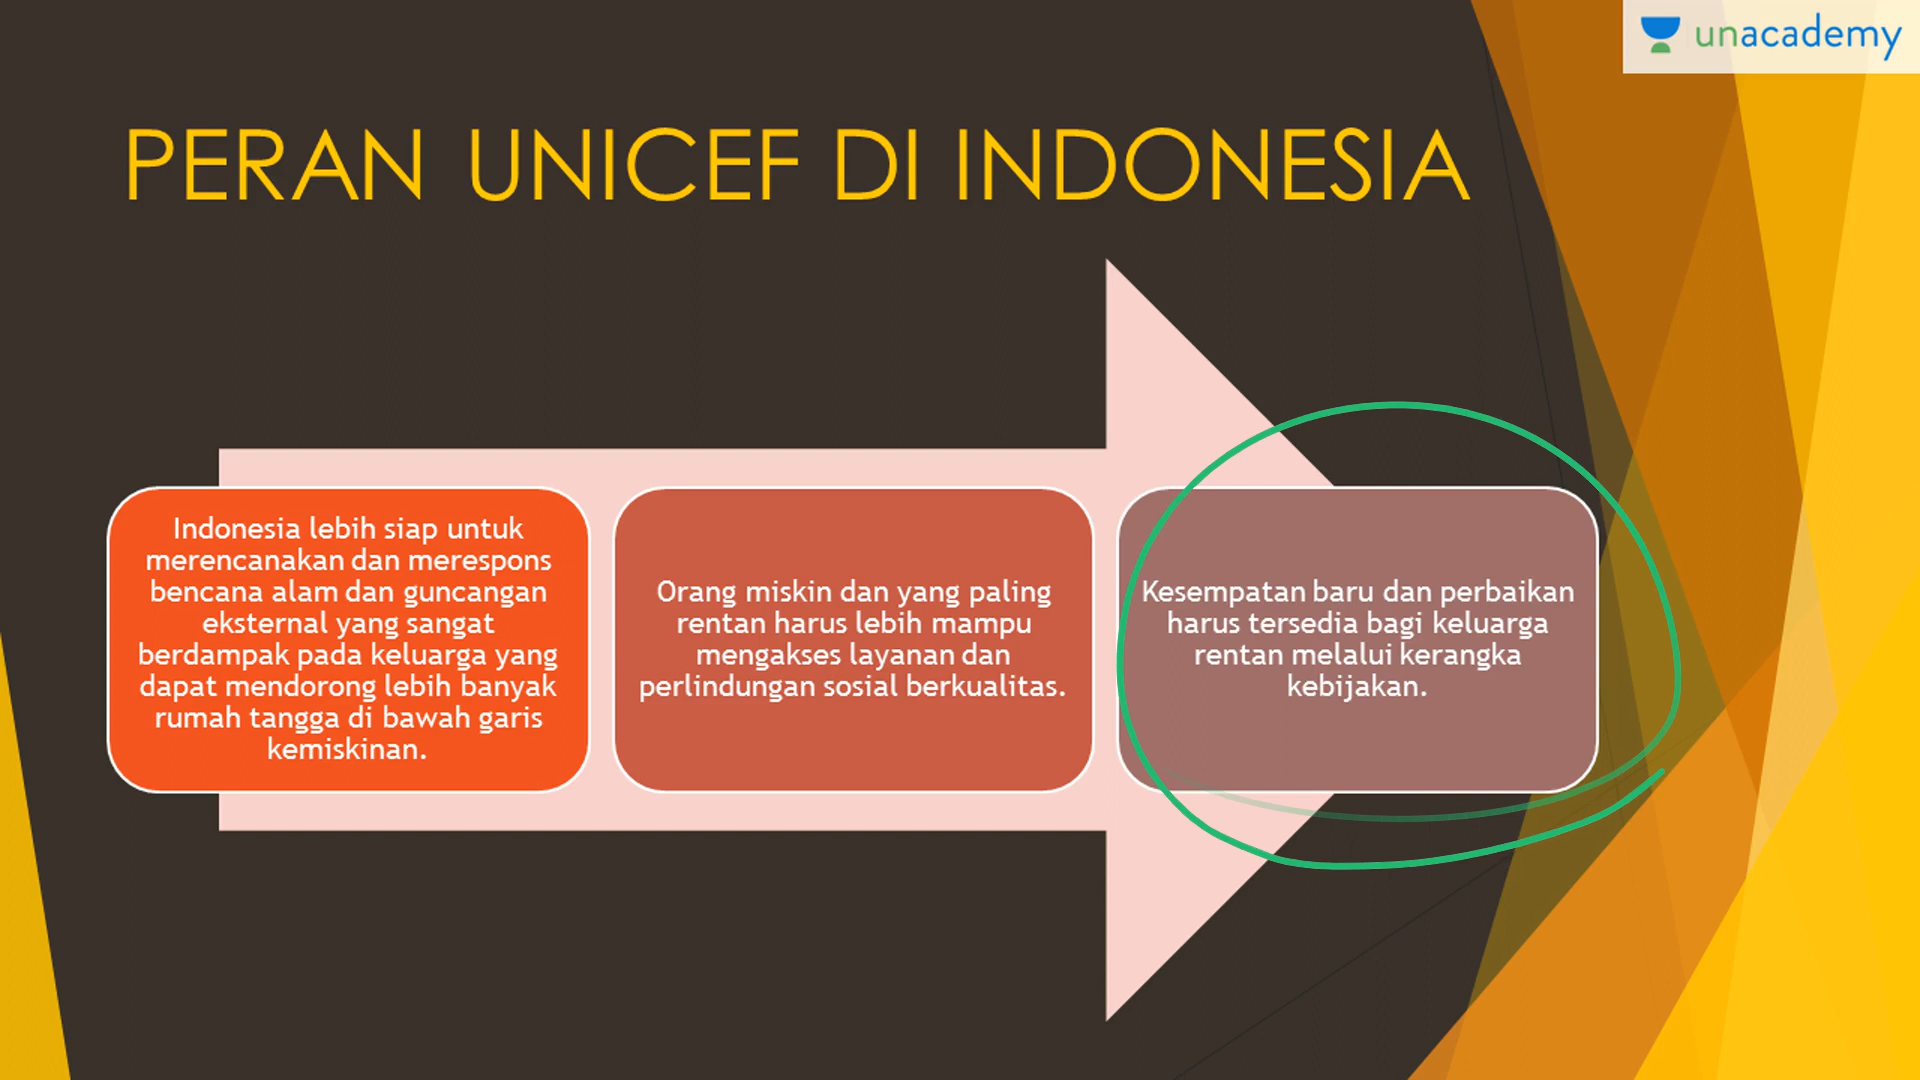 unacademy
PERAN UNICEF DI INDONESIA
Indonesia lebih siap untuk
merencanakan dan merespons
bencana alam dan guncangan
eksternal yang sangat
berdampak pada keluarga yang
dapat mendorong lebih banyak
rumah tangga di bawah garis
kemiskinan.
Orang miskin dan yang paling
rentan harus lebih mampu
mengakses layanan dan
perlindungan sosial berkualitas.
Kesempatan baru dan perbaikan
harus tersedia bagi keluarga
rentan melalui kerangka
kebijakan.